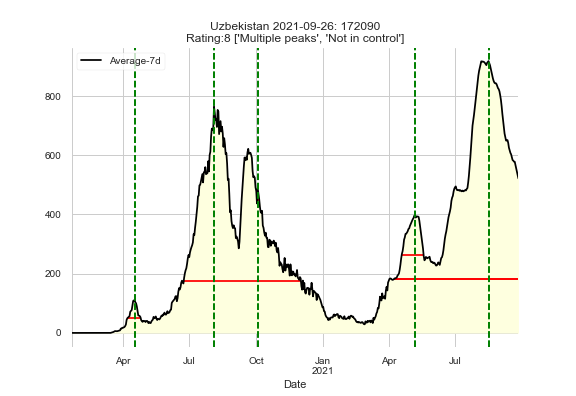 Uzbekistan 2021-09-26: 172090
Rating:8 ['Multiple peaks', 'Not in control']
Average-7d
800
600
400
200
0
Apr Jul Oct Jan Apr Jul
2021
Date